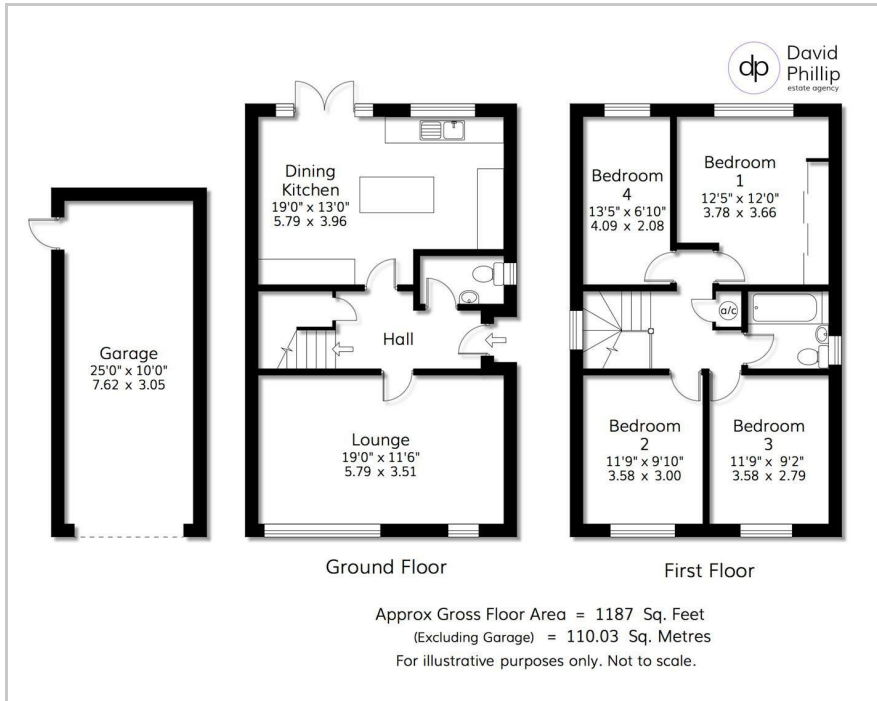 dp
David
Phillip
estate agency
Dining
Kitchen
19'0" x 13'0"
5.79 x 3.96
Bedroom
4
13'5" x 6'10"
4.09 x 2.08
Bedroom
1
12'5" x 12'0"
3.78 x 3.66
a/c
Hall
Garage
25'0" x 10'0"
7.62 x 3.05
Lounge
19'0" x 11'6"
5.79 x 3.51
Bedroom
2
11'9" x 9'10"
3.58 x 3.00
Bedroom
3
11'9" x 9'2"
3.58 x 2.79
Ground Floor
First Floor
Approx Gross Floor Area = 1187 Sq. Feet
(Excluding Garage) = 110.03 Sq. Metres
For illustrative purposes only. Not to scale.